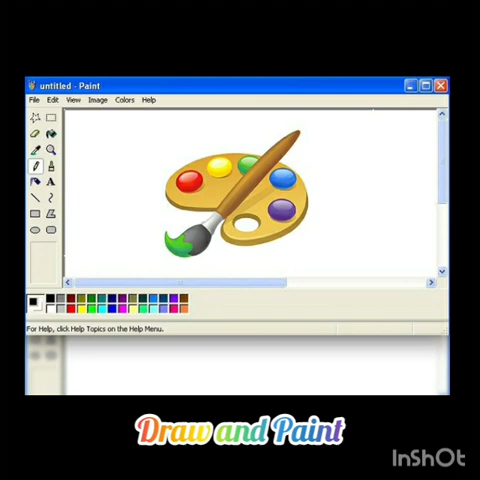 untitled - Paint
File Edit View Image Colors Help
A
For Help, click Help Topics on the Help Menu.
Draw and Paint
InShOt